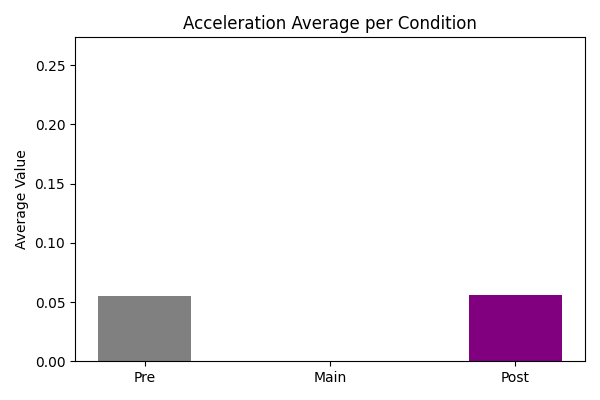 Acceleration Average per Condition
Average Value
0.25
0.20
0.15
0.10
0.05
0.00
Pre
Main
Post